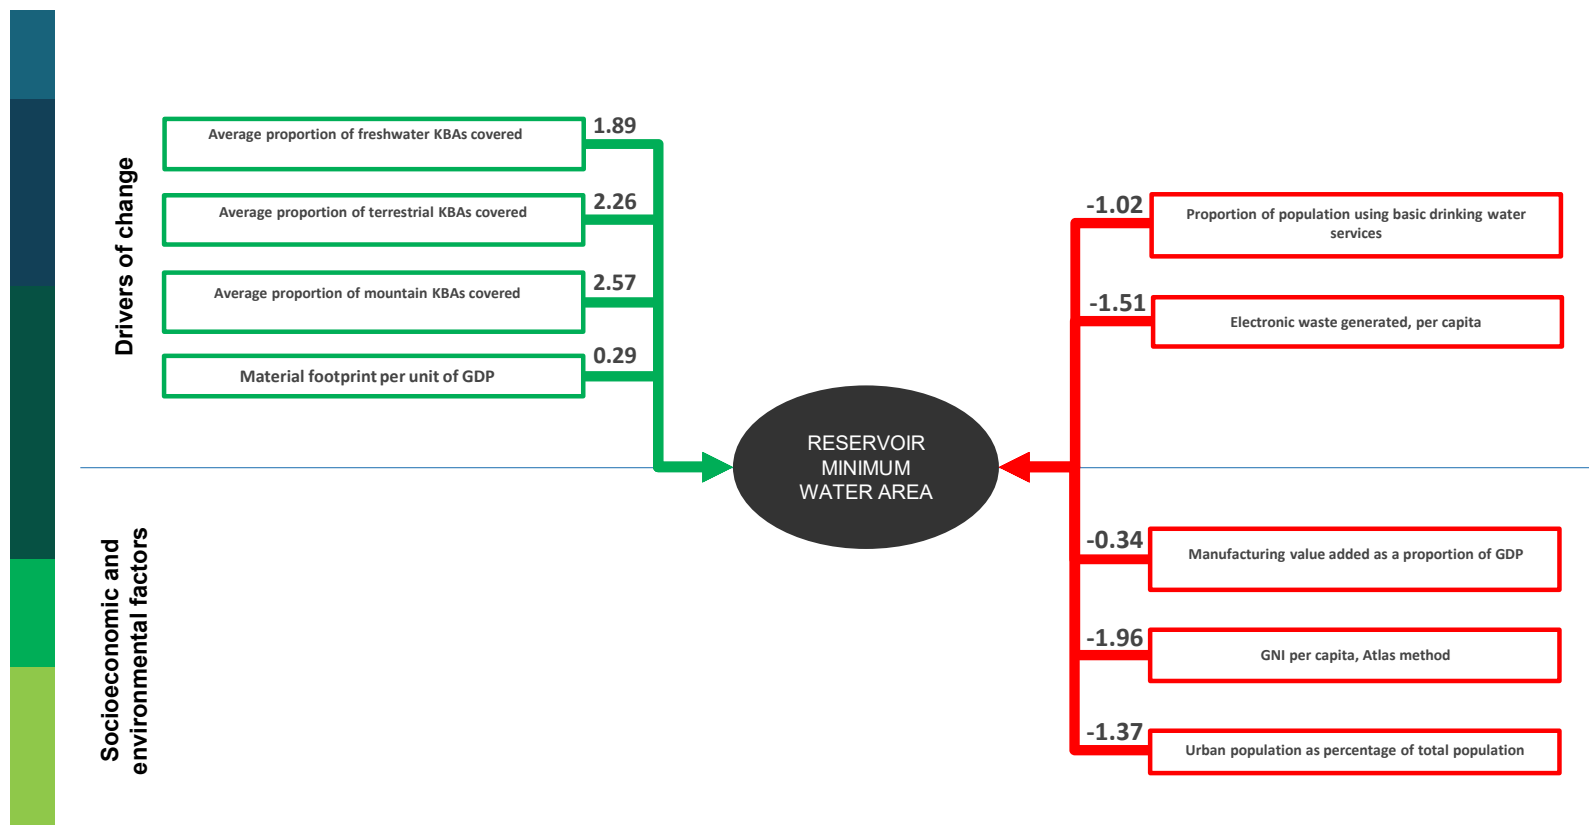 Drivers of change
Average proportion of freshwater KBAs covered
1.89
Average proportion of terrestrial KBAs covered
2.26
Average proportion of mountain KBAs covered
2.57
Material footprint per unit of GDP
0.29
-1.02
Proportion of population using basic drinking water
services
-1.51
Electronic waste generated, per capita
RESERVOIR
MINIMUM
WATER AREA
Socioeconomic and
environmental factors
-0.34
Manufacturing value added as a proportion of GDP
-1.96
GNI per capita, Atlas method
-1.37
Urban population as percentage of total population